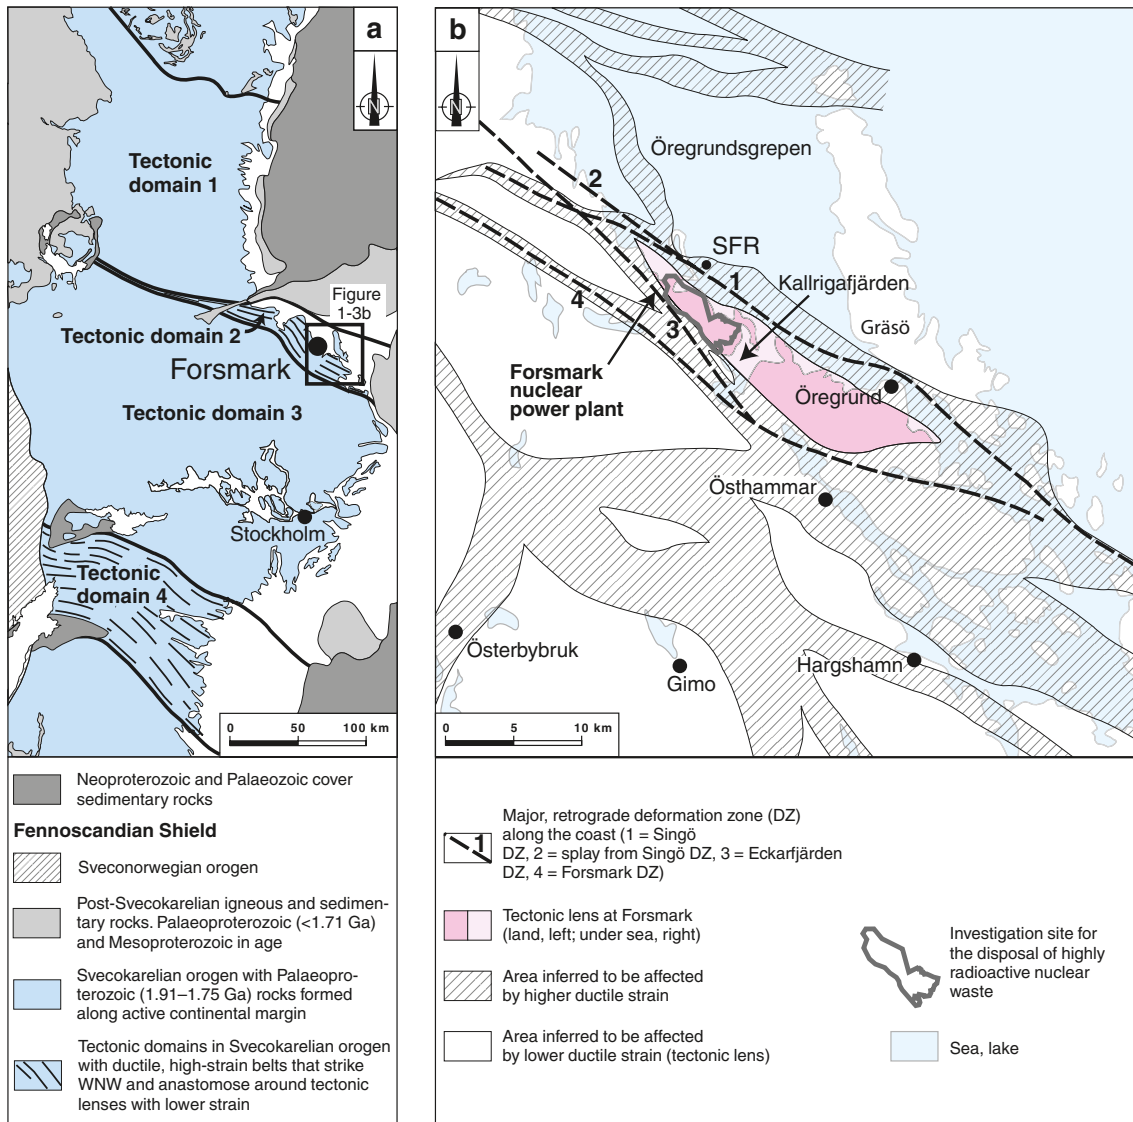 a
N
Tectonic
domain 1
Figure
1-3b
Tectonic domain 2
Forsmark
Tectonic domain 3
Stockholm
Tectonic
domain 4
0 50 100 km
Neoproterozoic and Palaeozoic cover
sedimentary rocks
Fennoscandian Shield
Sveconorwegian orogen
Post-Svecokarelian igneous and sedimen-
tary rocks. Palaeoproterozoic (<1.71 Ga)
and Mesoproterozoic in age
Svecokarelian orogen with Palaeopro-
terozoic (1.91–1.75 Ga) rocks formed
along active continental margin
Tectonic domains in Svecokarelian orogen
with ductile, high-strain belts that strike
WNW and anastomose around tectonic
lenses with lower strain
b
N
Öregrundsgrepen
2
SFR
1
Kallrigafjärden
4
3
Gräsö
Forsmark
nuclear
power plant
Öregrund
Östhammar
Österbybruk
Gimo
Hargshamn
0 5 10 km
1
Major, retrograde deformation zone (DZ)
along the coast (1 = Singö
DZ, 2 = splay from Singö DZ, 3 = Eckarfjärden
DZ, 4 = Forsmark DZ)
Tectonic lens at Forsmark
(land, left; under sea, right)
Area inferred to be affected
by higher ductile strain
Area inferred to be affected
by lower ductile strain (tectonic lens)
Investigation site for
the disposal of highly
radioactive nuclear
waste
Sea, lake